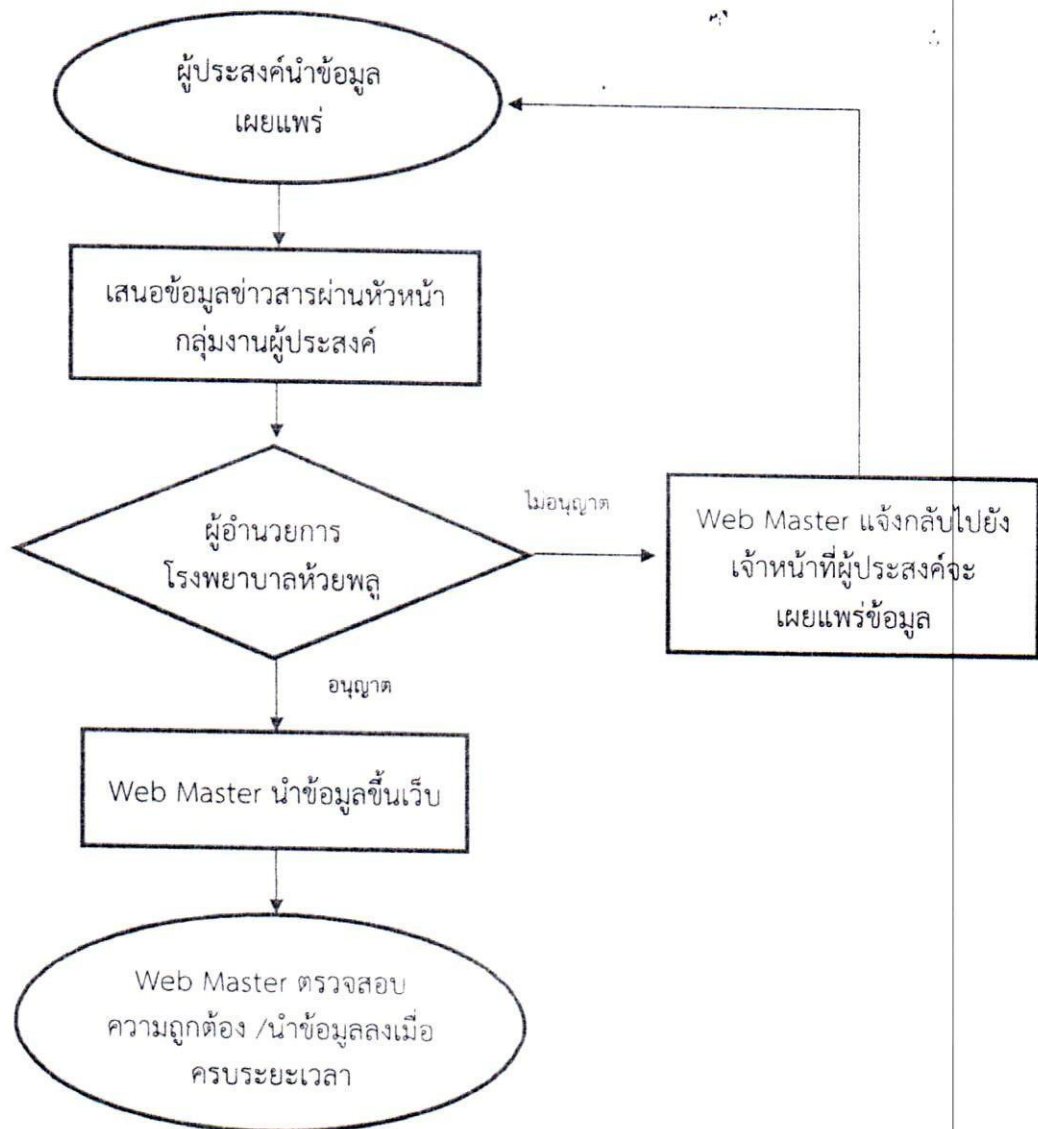 ผู้ประสงค์นำข้อมูล
เผยแพร่
เสนอข้อมูลข่าวสารผ่านหัวหน้า
กลุ่มงานผู้ประสงค์
ผู้อำนวยการ
โรงพยาบาลห้วยพลู
ไม่อนุญาต
Web Master แจ้งกลับไปยัง
เจ้าหน้าที่ผู้ประสงค์จะ
เผยแพร่ข้อมูล
อนุญาต
Web Master นำข้อมูลขึ้นเว็บ
Web Master ตรวจสอบ
ความถูกต้อง /นำข้อมูลลงเมื่อ
ครบระยะเวลา